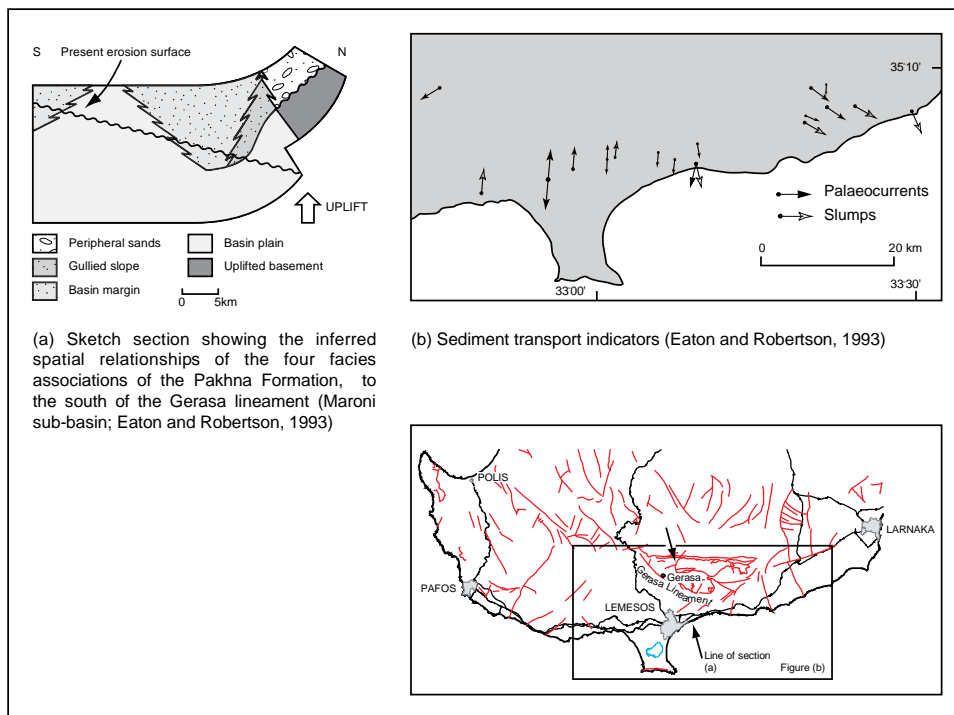 S Present erosion surface N
UPLIFT
Peripheral sands Basin plain
Gullied slope Uplifted basement
Basin margin
0 5km
(a) Sketch section showing the inferred
spatial relationships of the four facies
associations of the Pakhna Formation, to
the south of the Gerasa lineament (Maroni
sub-basin; Eaton and Robertson, 1993)
35'10'
Palaeocurrents
Slumps
0 20 km
33'00' 33'30'
(b) Sediment transport indicators (Eaton and Robertson, 1993)
POLIS
LARNAKA
Gerasa
Gerasa Lineament
PAFOS
LEMESOS
Line of section
(a)
Figure (b)